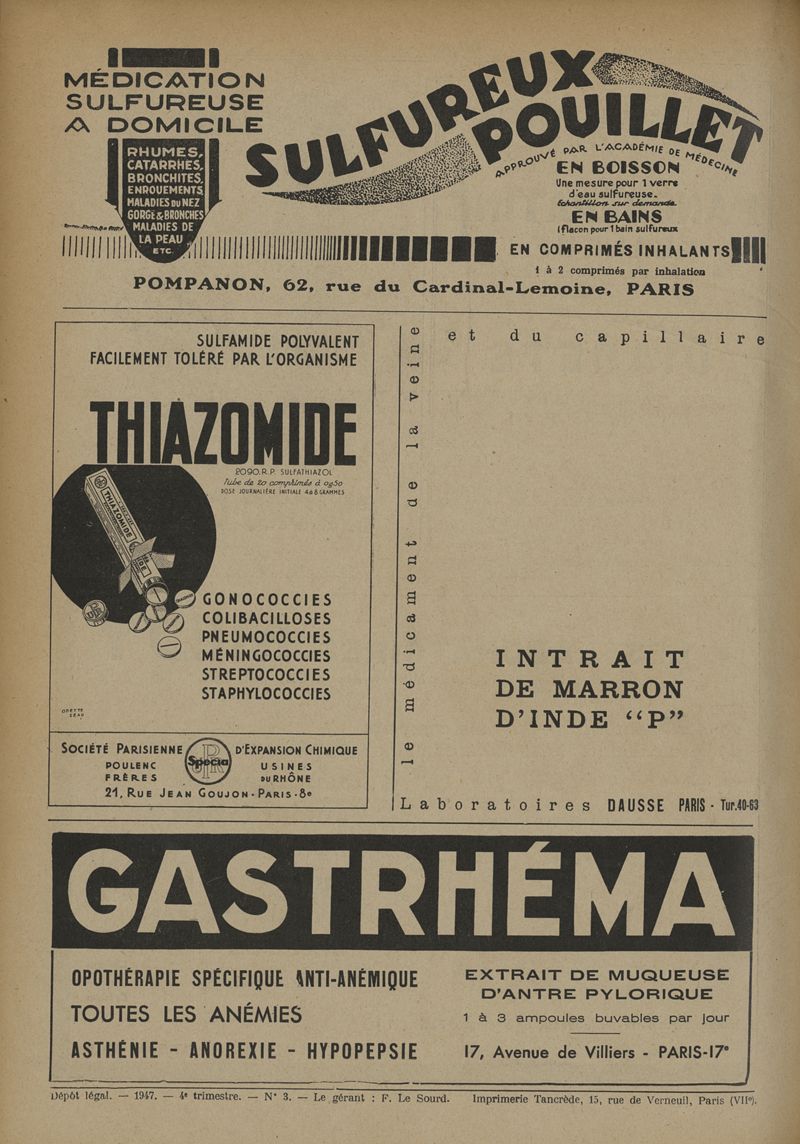 MÉDICATION
SULFUREUSE
A DOMICILE
RHUMES,
CATARRHES,
BRONCHITES,
ENROUEMENTS
MALADIES DU NEZ
GORGE & BRONCHES
MALADIES DE
LA PEAU
ETC.
SULFUREUX
POUILLET
APPROUVÉ PAR L'ACADÉMIE DE MÉDECINE
EN BOISSON
Une mesure pour 1 verre
d'eau sulfureuse.
Echantillon sur demande.
EN BAINS
1 flacon pour 1 bain sulfureux
EN COMPRIMÉS INHALANTS
1 à 2 comprimés par inhalation
POMPANON, 62, rue du Cardinal-Lemoine, PARIS
SULFAMIDE POLYVALENT
FACILEMENT TOLÉRÉ PAR L'ORGANISME
THIAZOMIDE
2090.R.P. SULFATHIAZOL
Tube de 20 comprimés à 0g50
DOSE JOURNALIÈRE INITIALE 4 à 8 GRAMMES
THIAZOMIDE
GONOCOCCIES
COLIBACILLOSES
PNEUMOCOCCIES
MÉNINGOCOCCIES
STREPTOCOCCIES
STAPHYLOCOCCIES
SOCIÉTÉ PARISIENNE D'EXPANSION CHIMIQUE
Specia
POULENC FRÈRES
USINES DU RHÔNE
21, RUE JEAN GOUJON - PARIS - 8e
le médicament de la veine
et du capillaire
INTRAIT
DE MARRON
D'INDE "P"
Laboratoires DAUSSE PARIS - Tur. 40-63
GASTRHÉMA
OPOTHÉRAPIE SPÉCIFIQUE ANTI-ANÉMIQUE
TOUTES LES ANÉMIES
ASTHÉNIE - ANOREXIE - HYPOPEPSIE
EXTRAIT DE MUQUEUSE
D'ANTRE PYLORIQUE
1 à 3 ampoules buvables par jour
17, Avenue de Villiers - PARIS-17e
Dépôt légal. — 1947. — 4e trimestre. — N° 3. — Le gérant : F. Le Sourd. Imprimerie Tancrède, 15, rue de Verneuil, Paris (VIIe).